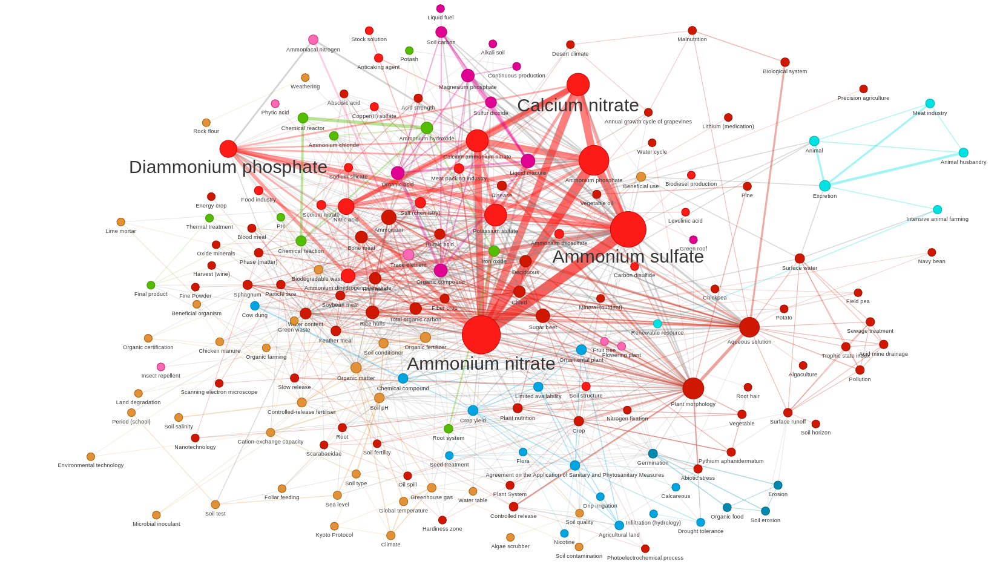 Liquid fuel
Stock solution
Soil carbon
Malnutrition
Ammoniacal nitrogen
Alkali soil
Desert climate
Potash
Anticaking agent
Biological system
Continuous production
Weathering
Magnesium phosphate
Calcium nitrate
Precision agriculture
Abscisic acid
Acid strength
Phytic acid
Copper(II) sulfate
Sulfur dioxide
Meat industry
Annual growth cycle of grapevines
Lithium (medication)
Rock flour
Chemical reactor
Ammonium chloride
Ammonium hydroxide
Water cycle
Animal
Calcium ammonium nitrate
Animal husbandry
Diammonium phosphate
Sodium silicate
Organic acid
Meat packing industry
Liquid manure
Ammonium phosphate
Beneficial use
Biodiesel production
Food industry
Disease
Vegetable oil
Pine
Excretion
Energy crop
Sodium nitrate
Nitric acid
Salt (chemistry)
Intensive animal farming
Lime mortar
Thermal treatment
PH
Ammonium
Potassium sulfate
Levulinic acid
Blood meal
Humic acid
Ammonium thiosulfate
Bone meal
Green roof
Oxide minerals
Chemical reaction
Phase (matter)
Trace element
Iron oxide
Ammonium sulfate
Navy bean
Harvest (wine)
Deciduous
Carbon disulfide
Surface water
Biodegradable waste
Organic compound
Ammonium dihydrogen phosphate
Fish meal
Final product
Fine Powder
Sphagnum
Particle size
Chickpea
Soybean meal
Fiber crop
Chard
Mineral (nutrient)
Field pea
Beneficial organism
Cow dung
Water content
Rice hulls
Total organic carbon
Potato
Green waste
Sugar beet
Renewable resource
Sewage treatment
Feather meal
Aqueous solution
Organic certification
Chicken manure
Organic farming
Soil conditioner
Organic fertilizer
Fruit tree
Flowering plant
Ornamental plant
Trophic state index
Acid mine drainage
Ammonium nitrate
Insect repellent
Organic matter
Algaculture
Pollution
Scanning electron microscope
Slow release
Chemical compound
Limited availability
Soil structure
Root hair
Land degradation
Plant morphology
Controlled-release fertiliser
Soil pH
Period (school)
Soil salinity
Crop yield
Plant nutrition
Nitrogen fixation
Vegetable
Surface runoff
Crop
Soil horizon
Nanotechnology
Cation-exchange capacity
Root
Root system
Scarabaeidae
Soil fertility
Environmental technology
Seed treatment
Flora
Germination
Pythium aphanidermatum
Agreement on the Application of Sanitary and Phytosanitary Measures
Abiotic stress
Soil type
Oil spill
Foliar feeding
Sea level
Greenhouse gas
Water table
Plant System
Calcareous
Erosion
Global temperature
Drip irrigation
Soil test
Controlled release
Organic food
Soil erosion
Microbial inoculant
Soil quality
Infiltration (hydrology)
Hardiness zone
Drought tolerance
Kyoto Protocol
Agricultural land
Climate
Algae scrubber
Nicotine
Soil contamination
Photoelectrochemical process